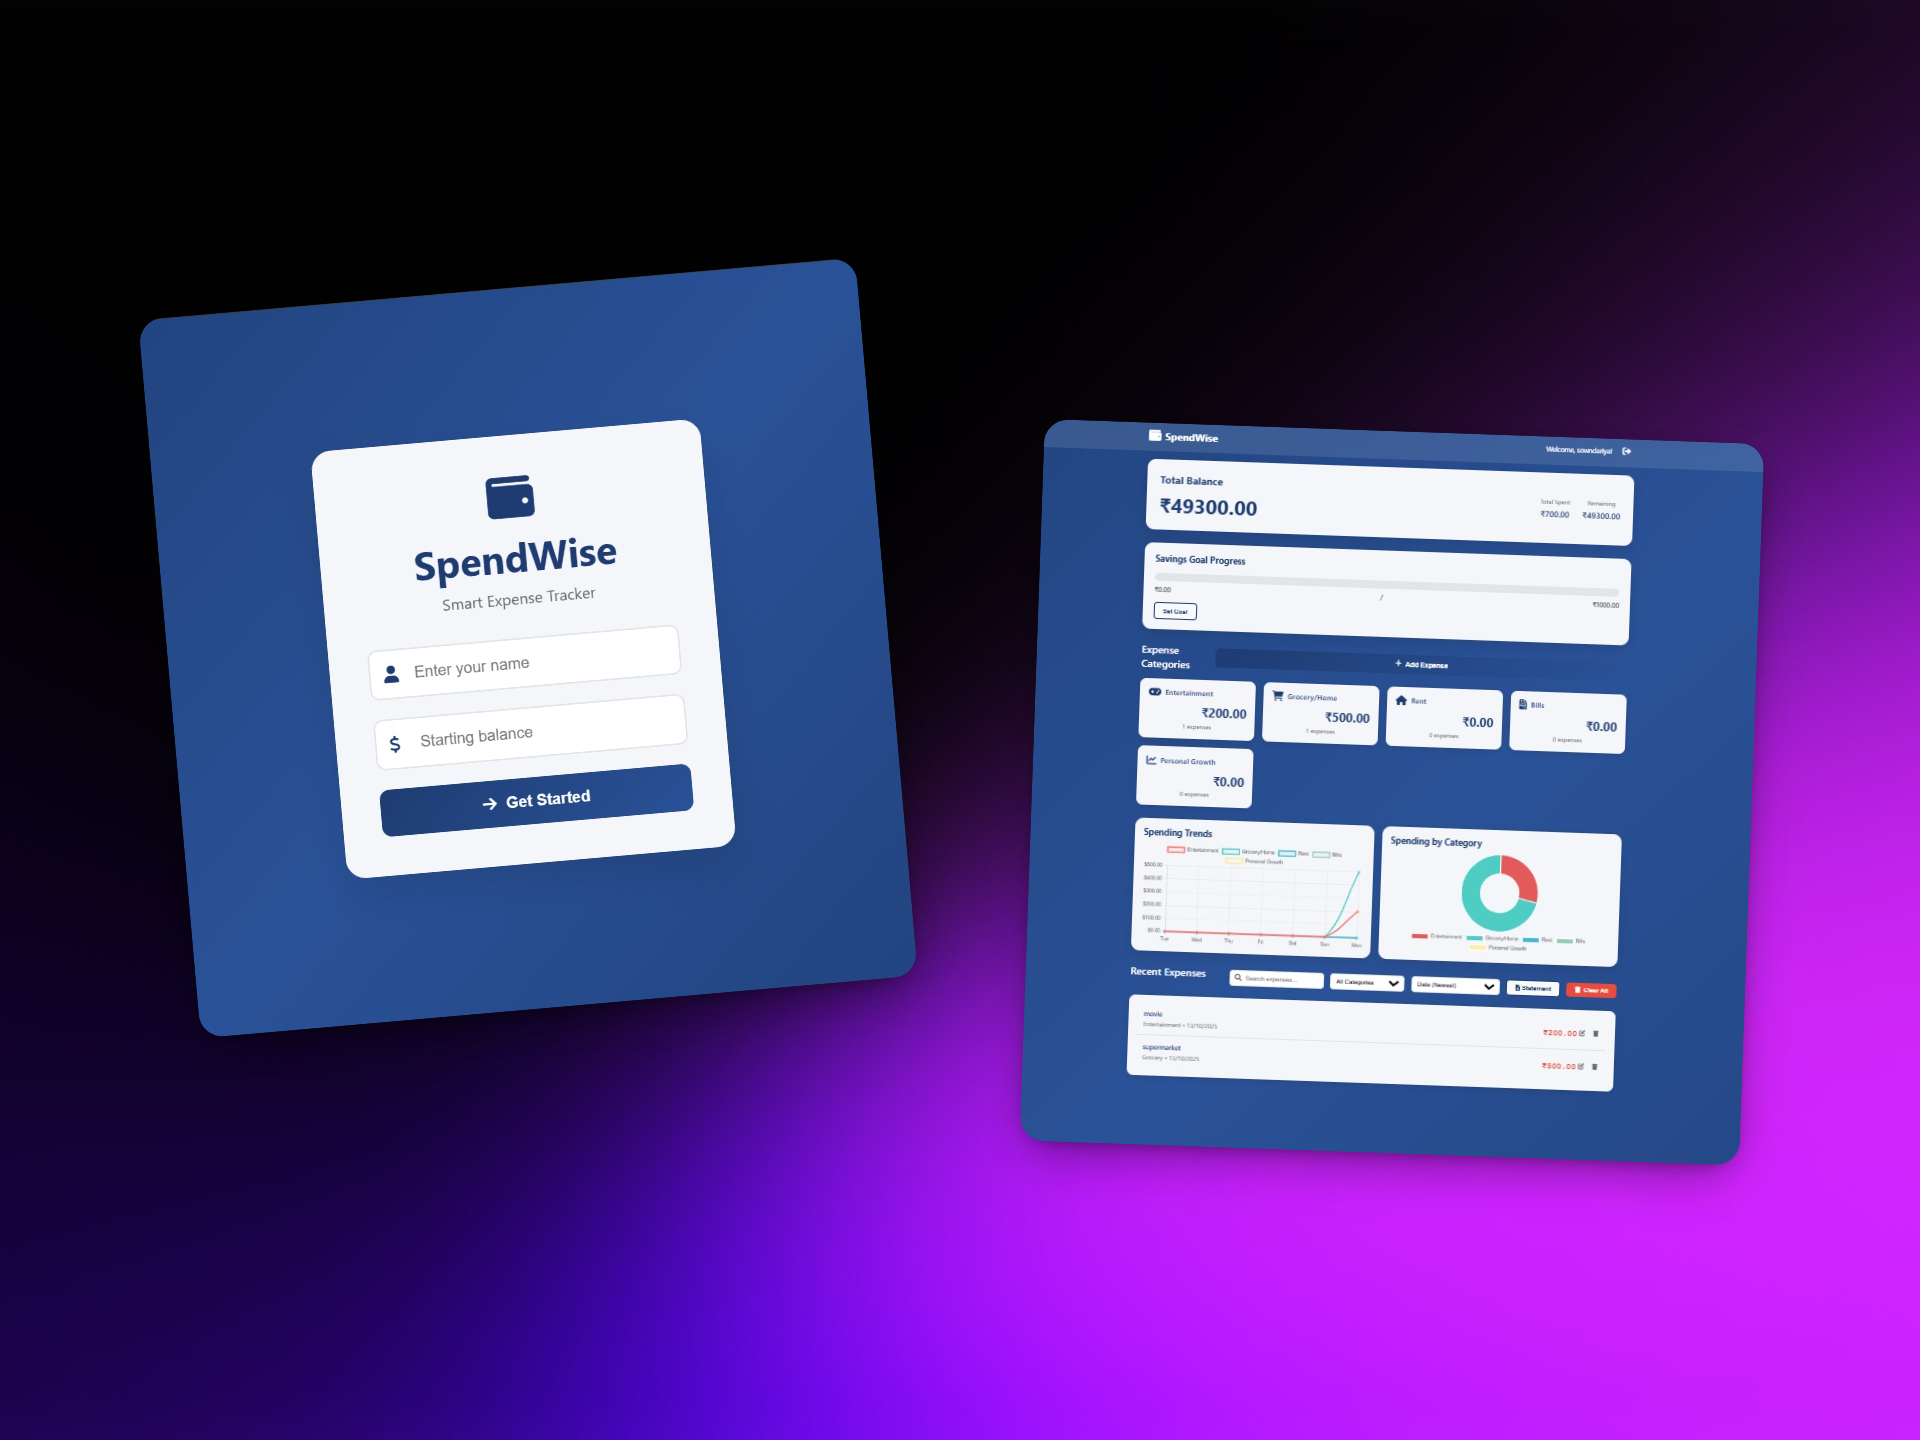 SpendWise
Smart Expense Tracker
Enter your name
Starting balance
Get Started
SpendWise
Welcome, sowndariya!
Total Balance
₹49300.00
Total Spent
₹700.00
Remaining
₹49300.00
Savings Goal Progress
₹0.00
/
₹1000.00
Set Goal
Expense
Categories
Add Expense
Entertainment
₹200.00
1 expenses
Grocery/Home
₹500.00
1 expenses
Rent
₹0.00
0 expenses
Bills
₹0.00
0 expenses
Personal Growth
₹0.00
0 expenses
Spending Trends
Entertainment
Grocery/Home
Rent
Bills
Personal Growth
$500.00
$400.00
$300.00
$200.00
$100.00
$0.00
Tue
Wed
Thu
Fri
Sat
Sun
Mon
Spending by Category
Entertainment
Grocery/Home
Rent
Bills
Personal Growth
Recent Expenses
Search expenses...
All Categories
Date (Newest)
Statement
Clear All
movie
Entertainment • 13/10/2025
₹200.00
supermarket
Grocery • 13/10/2025
₹500.00